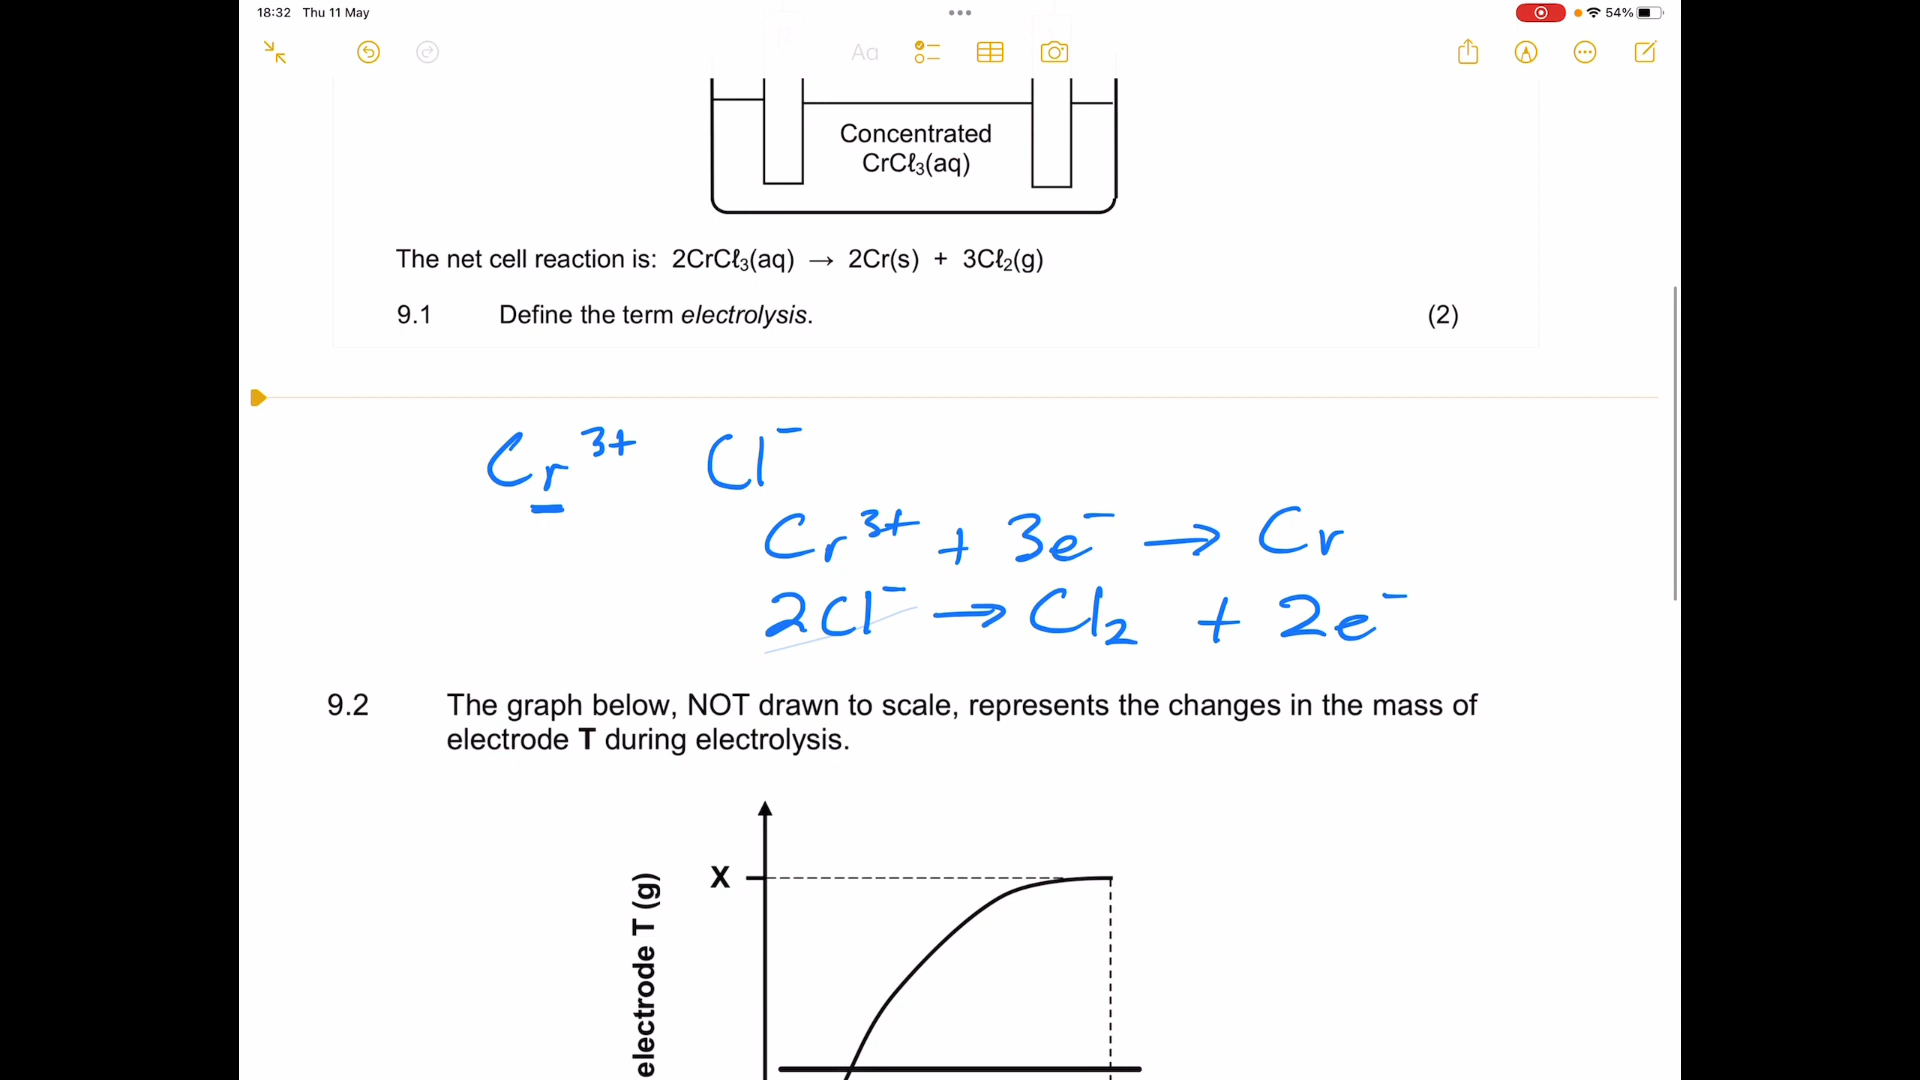 18:32 Thu 11 May
54%
Aa
Concentrated
CrCℓ₃(aq)
The net cell reaction is: 2CrCℓ₃(aq) → 2Cr(s) + 3Cℓ₂(g)
9.1 Define the term electrolysis. (2)
Cr³⁺ Cl⁻
Cr³⁺ + 3e⁻ → Cr
2Cl⁻ → Cl₂ + 2e⁻
9.2 The graph below, NOT drawn to scale, represents the changes in the mass of
electrode T during electrolysis.
X
electrode T (g)